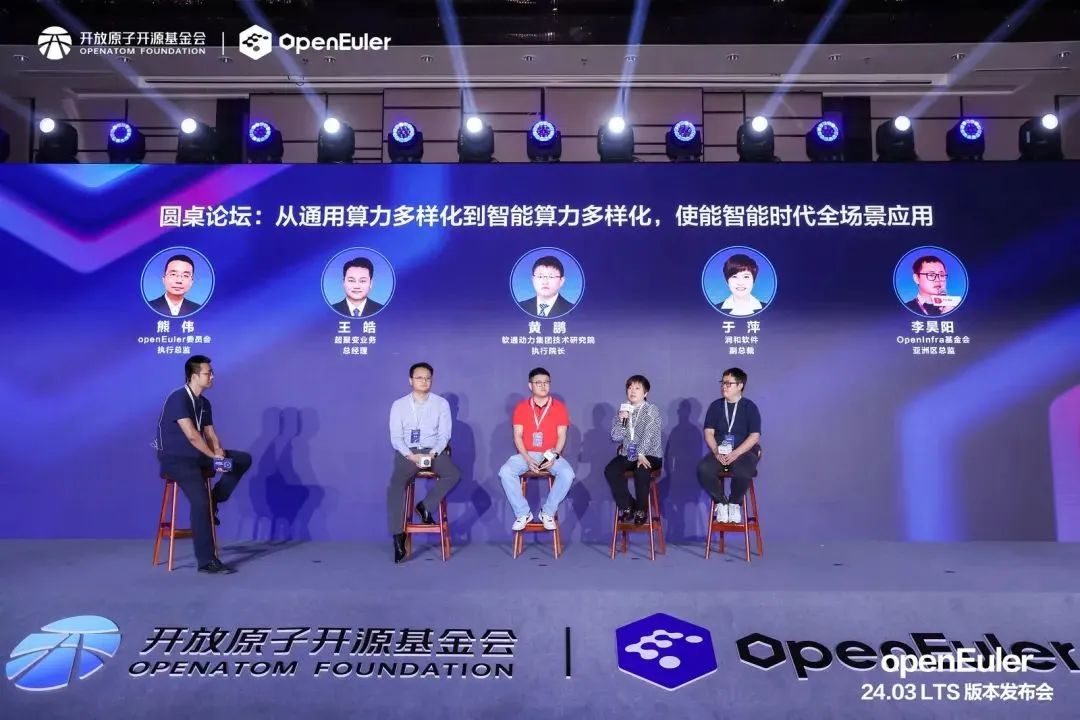 开放原子开源基金会
OPENATOM FOUNDATION
OpenEuler
圆桌论坛：从通用算力多样化到智能算力多样化，使能智能时代全场景应用
熊 伟
openEuler委员会
执行总监
王 皓
超聚变业务
总经理
黄 鹏
软通动力集团技术研究院
执行院长
于 萍
润和软件
副总裁
李昊阳
OpenInfra基金会
亚洲区总监
开放原子开源基金会
OPENATOM FOUNDATION
OpenEuler
openEuler
24.03 LTS 版本发布会